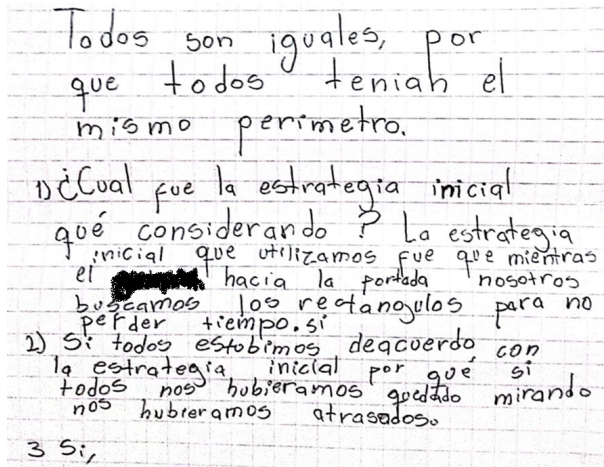 Todos son iguales, por
que todos tenian el
mismo perimetro.
1) ¿Cual fue la estrategia inicial
qué considerando? La estrategia
inicial que utilizamos fue que mientras
el hacia la portada nosotros
buscamos los rectangulos para no
perder tiempo. si
2) Si todos estubimos deacuerdo con
la estrategia inicial por qué si
todos nos hubieramos quedado mirando
nos hubieramos atrasados.
3 Si,